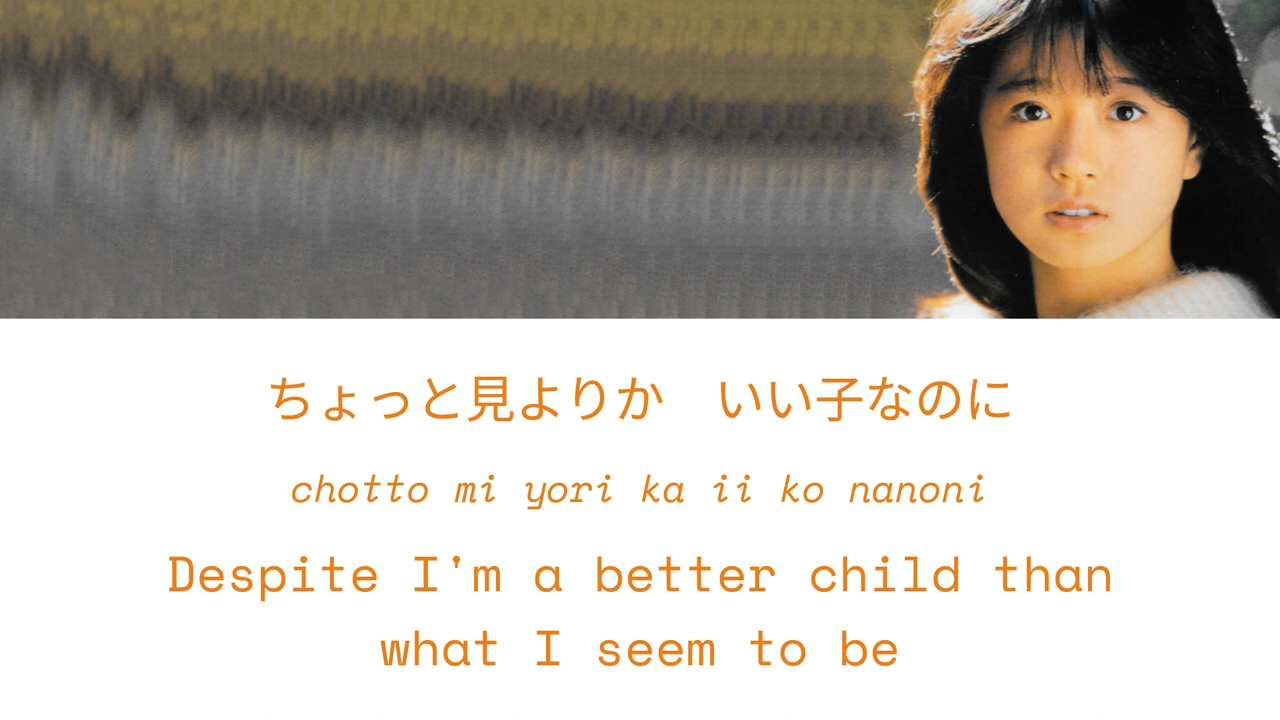 ちょっと見よりか　いい子なのに
chotto mi yori ka ii ko nanoni
Despite I'm a better child than
what I seem to be